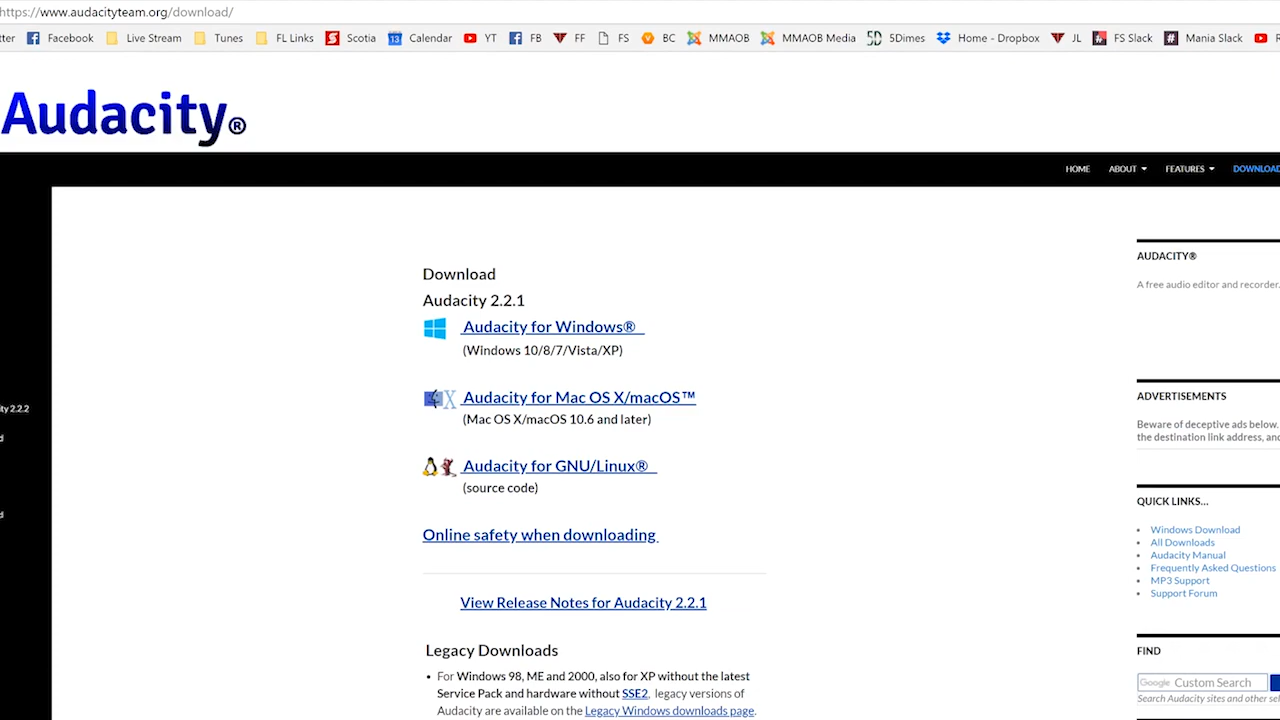 https://www.audacityteam.org/download/
tter Facebook Live Stream Tunes FL Links Scotia Calendar YT FB FF FS BC MMAOB MMAOB Media 5Dimes Home - Dropbox JL FS Slack Mania Slack
Audacity®
HOME ABOUT FEATURES DOWNLOAD
Download
Audacity 2.2.1
Audacity for Windows®
(Windows 10/8/7/Vista/XP)
Audacity for Mac OS X/macOS™
(Mac OS X/macOS 10.6 and later)
Audacity for GNU/Linux®
(source code)
Online safety when downloading
View Release Notes for Audacity 2.2.1
Legacy Downloads
• For Windows 98, ME and 2000, also for XP without the latest
Service Pack and hardware without SSE2, legacy versions of
Audacity are available on the Legacy Windows downloads page.
ity 2.2.2
AUDACITY®
A free audio editor and recorder.
ADVERTISEMENTS
Beware of deceptive ads below.
the destination link address, and
QUICK LINKS...
• Windows Download
• All Downloads
• Audacity Manual
• Frequently Asked Questions
• MP3 Support
• Support Forum
FIND
Google Custom Search
Search Audacity sites and other sel